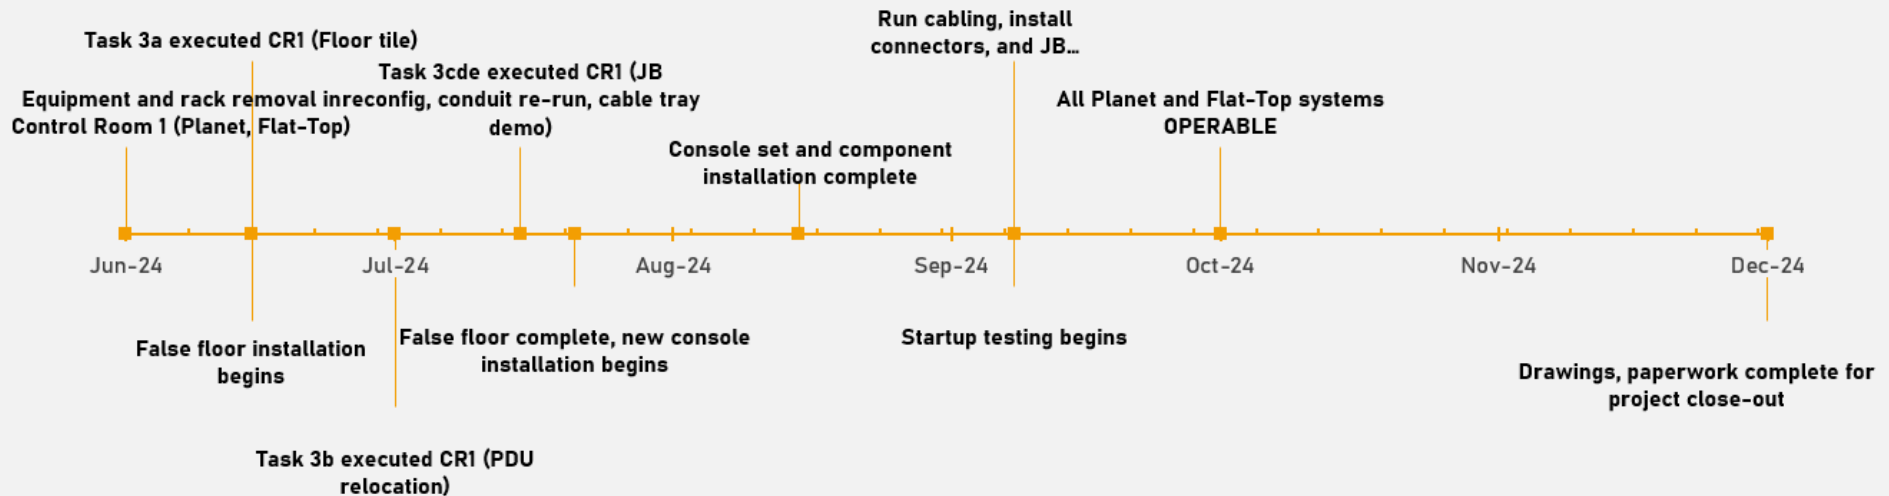 Run cabling, install
connectors, and JB…
Task 3a executed CR1 (Floor tile)
Task 3cde executed CR1 (JB
reconfig, conduit re-run, cable tray
demo)
Equipment and rack removal in
Control Room 1 (Planet, Flat-Top)
All Planet and Flat-Top systems
OPERABLE
Console set and component
installation complete
Jun-24
Jul-24
Aug-24
Sep-24
Oct-24
Nov-24
Dec-24
False floor installation
begins
False floor complete, new console
installation begins
Startup testing begins
Drawings, paperwork complete for
project close-out
Task 3b executed CR1 (PDU
relocation)